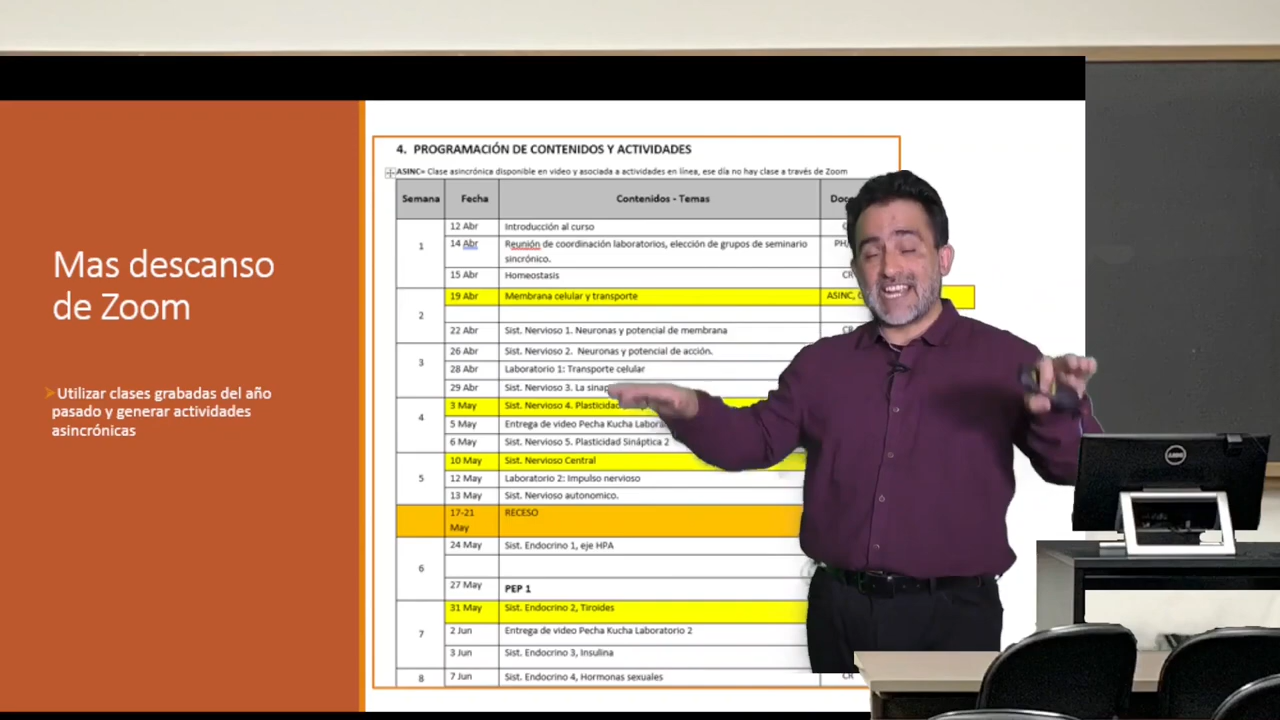 Mas descanso
de Zoom
Utilizar clases grabadas del año
pasado y generar actividades
asincrónicas
4. PROGRAMACIÓN DE CONTENIDOS Y ACTIVIDADES
ASINC= Clase asincrónica disponible en video y asociada a actividades en línea, ese día no hay clase a través de Zoom
Semana Fecha Contenidos - Temas
1
12 Abr Introducción al curso
14 Abr Reunión de coordinación laboratorios, elección de grupos de seminario
sincrónico.
PH/
15 Abr Homeostasis CR
2
19 Abr Membrana celular y transporte ASINC,
22 Abr Sist. Nervioso 1. Neuronas y potencial de membrana CR
3
26 Abr Sist. Nervioso 2. Neuronas y potencial de acción.
28 Abr Laboratorio 1: Transporte celular
29 Abr Sist. Nervioso 3. La
4
3 May Sist. Nervioso 4. Plasticidad
5 May Entrega de video Pecha Kucha
6 May Sist. Nervioso 5. Plasticidad Sináptica 2
5
10 May Sist. Nervioso Central
12 May Laboratorio 2: Impulso nervioso
13 May Sist. Nervioso autonomico.
17-21
May
RECESO
6
24 May Sist. Endocrino 1, eje HPA
27 May PEP 1
7
31 May Sist. Endocrino 2, Tiroides
2 Jun Entrega de video Pecha Kucha Laboratorio 2
3 Jun Sist. Endocrino 3, Insulina
8
7 Jun Sist. Endocrino 4, Hormonas sexuales CR